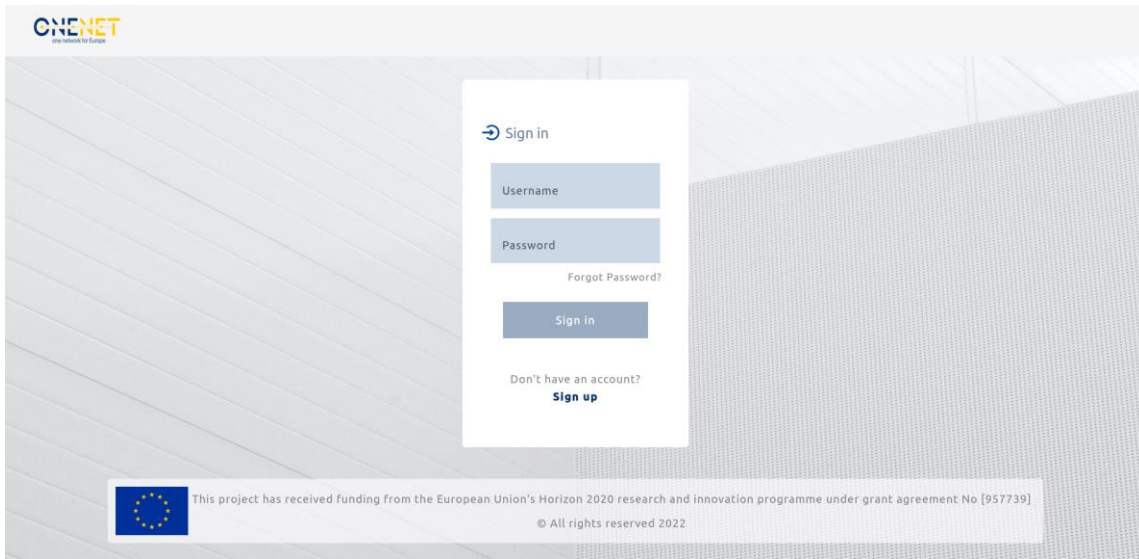 ONENET
one network for Europe
Sign in
Username
Password
Forgot Password?
Sign in
Don't have an account?
Sign up
This project has received funding from the European Union's Horizon 2020 research and innovation programme under grant agreement No [957739]
© All rights reserved 2022